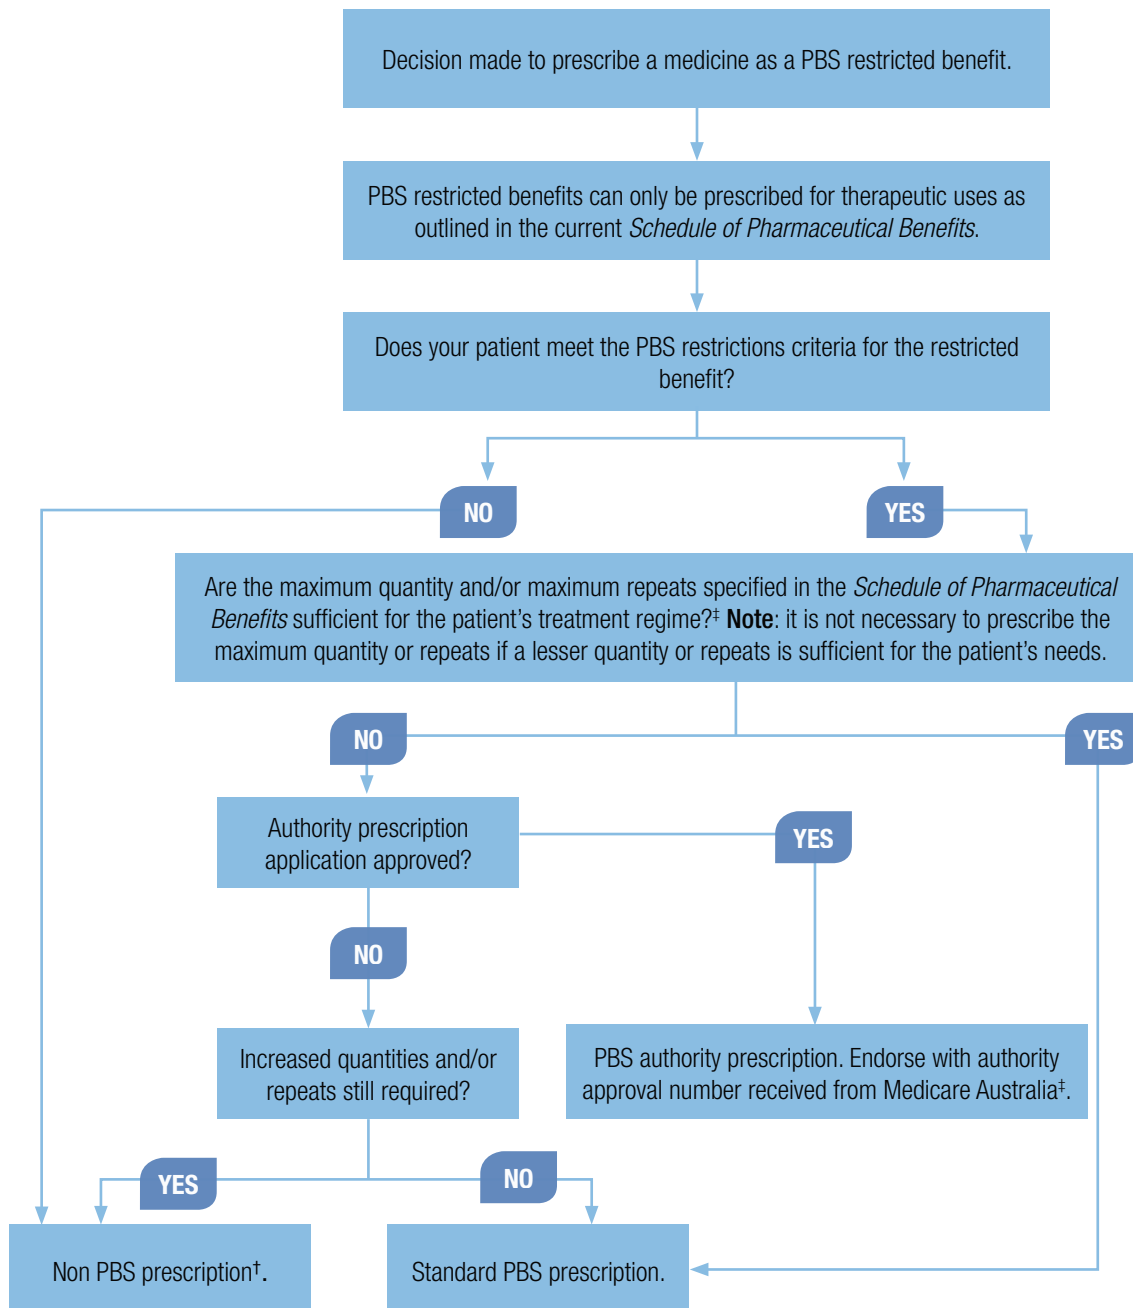 Decision made to prescribe a medicine as a PBS restricted benefit.
PBS restricted benefits can only be prescribed for therapeutic uses as
outlined in the current Schedule of Pharmaceutical Benefits.
Does your patient meet the PBS restrictions criteria for the restricted
benefit?
NO
YES
Are the maximum quantity and/or maximum repeats specified in the Schedule of Pharmaceutical
Benefits sufficient for the patient’s treatment regime?‡ Note: it is not necessary to prescribe the
maximum quantity or repeats if a lesser quantity or repeats is sufficient for the patient’s needs.
NO
YES
Authority prescription
application approved?
YES
NO
Increased quantities and/or
repeats still required?
PBS authority prescription. Endorse with authority
approval number received from Medicare Australia‡.
YES
NO
Non PBS prescription†.
Standard PBS prescription.